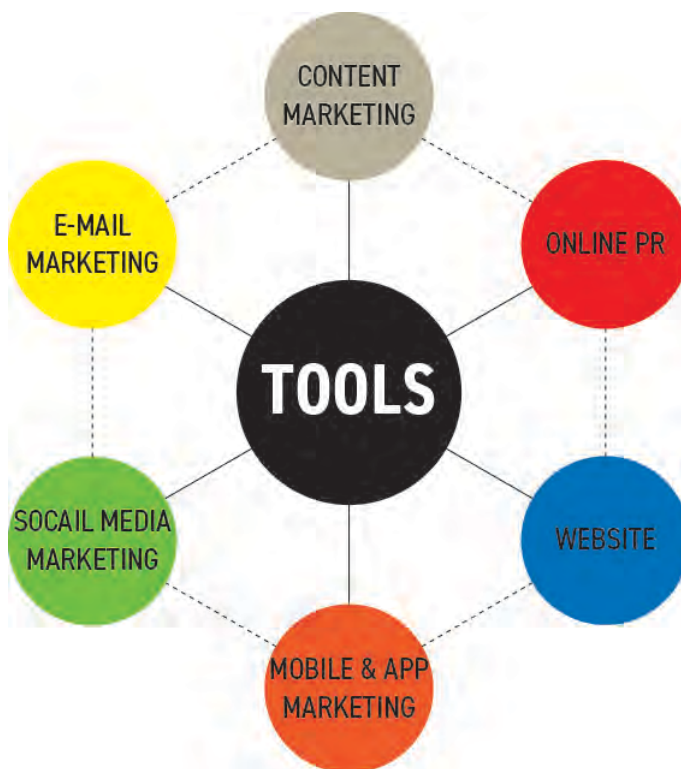 CONTENT
MARKETING
E-MAIL
MARKETING
ONLINE PR
TOOLS
SOCAIL MEDIA
MARKETING
WEBSITE
MOBILE & APP
MARKETING